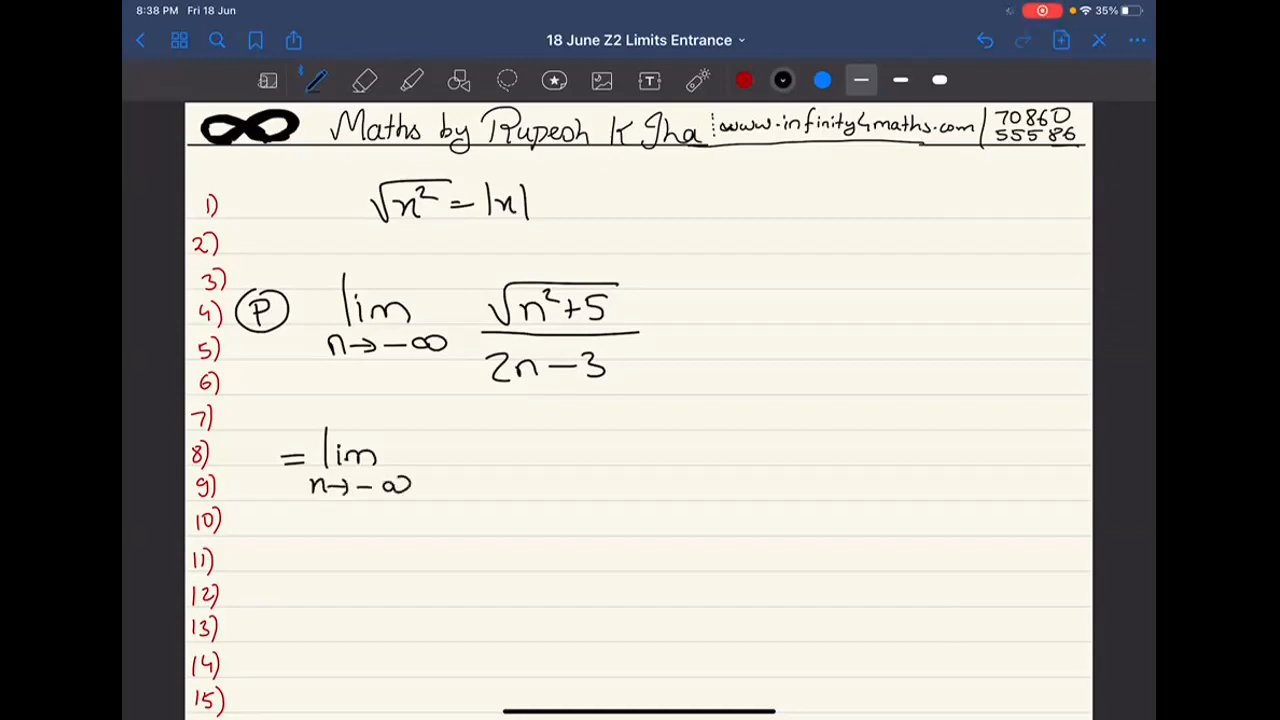 8:38 PM Fri 18 Jun 35%
18 June Z2 Limits Entrance
∞ Maths by Rupesh K Jha www.infinity4maths.com / 70860 55586
1) √n² = |n|
2)
3)
4) (P) lim n→-∞ √n²+5 / 2n-3
5)
6)
7)
8) = lim n→-∞
9)
10)
11)
12)
13)
14)
15)